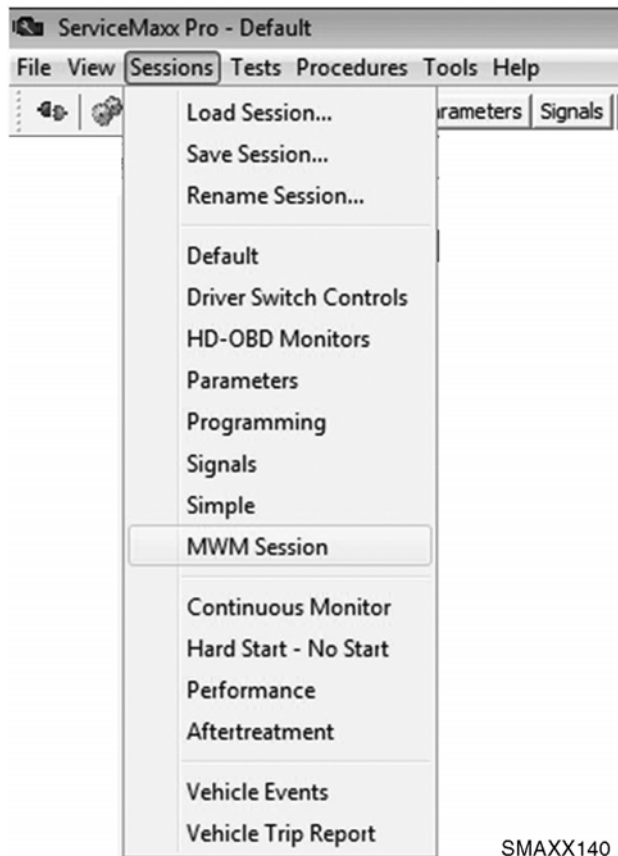 ServiceMaxx Pro - Default
File View Sessions Tests Procedures Tools Help
Load Session... Parameters Signals
Save Session...
Rename Session...
Default
Driver Switch Controls
HD-OBD Monitors
Parameters
Programming
Signals
Simple
MWM Session
Continuous Monitor
Hard Start - No Start
Performance
Aftertreatment
Vehicle Events
Vehicle Trip Report
SMAXX140